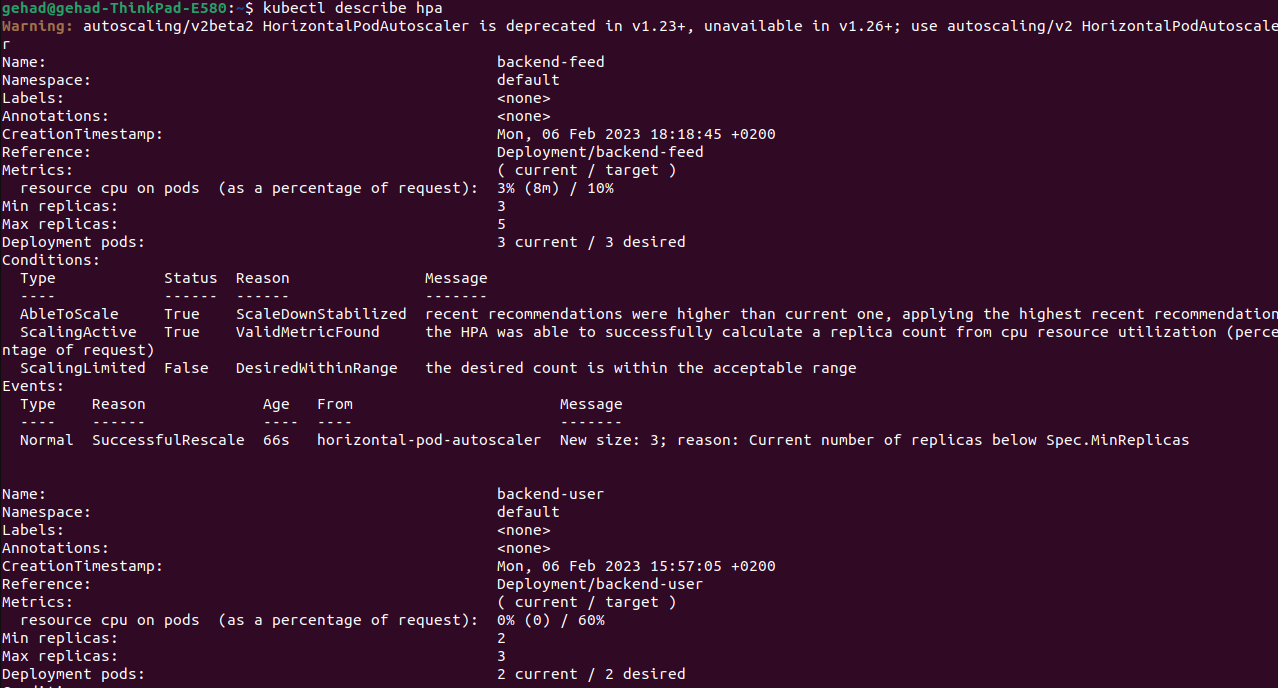 gehad@gehad-ThinkPad-E580:~$ kubectl describe hpa
Warning: autoscaling/v2beta2 HorizontalPodAutoscaler is deprecated in v1.23+, unavailable in v1.26+; use autoscaling/v2 HorizontalPodAutoscale
r
Name:                                                  backend-feed
Namespace:                                             default
Labels:                                                <none>
Annotations:                                           <none>
CreationTimestamp:                                     Mon, 06 Feb 2023 18:18:45 +0200
Reference:                                             Deployment/backend-feed
Metrics:                                               ( current / target )
  resource cpu on pods  (as a percentage of request):  3% (8m) / 10%
Min replicas:                                          3
Max replicas:                                          5
Deployment pods:                                       3 current / 3 desired
Conditions:
  Type            Status  Reason               Message
  ----            ------  ------               -------
  AbleToScale     True    ScaleDownStabilized  recent recommendations were higher than current one, applying the highest recent recommendation
  ScalingActive   True    ValidMetricFound     the HPA was able to successfully calculate a replica count from cpu resource utilization (perce
ntage of request)
  ScalingLimited  False   DesiredWithinRange   the desired count is within the acceptable range
Events:
  Type    Reason             Age   From                       Message
  ----    ------             ----  ----                       -------
  Normal  SuccessfulRescale  66s   horizontal-pod-autoscaler  New size: 3; reason: Current number of replicas below Spec.MinReplicas
Name:                                                  backend-user
Namespace:                                             default
Labels:                                                <none>
Annotations:                                           <none>
CreationTimestamp:                                     Mon, 06 Feb 2023 15:57:05 +0200
Reference:                                             Deployment/backend-user
Metrics:                                               ( current / target )
  resource cpu on pods  (as a percentage of request):  0% (0) / 60%
Min replicas:                                          2
Max replicas:                                          3
Deployment pods:                                       2 current / 2 desired